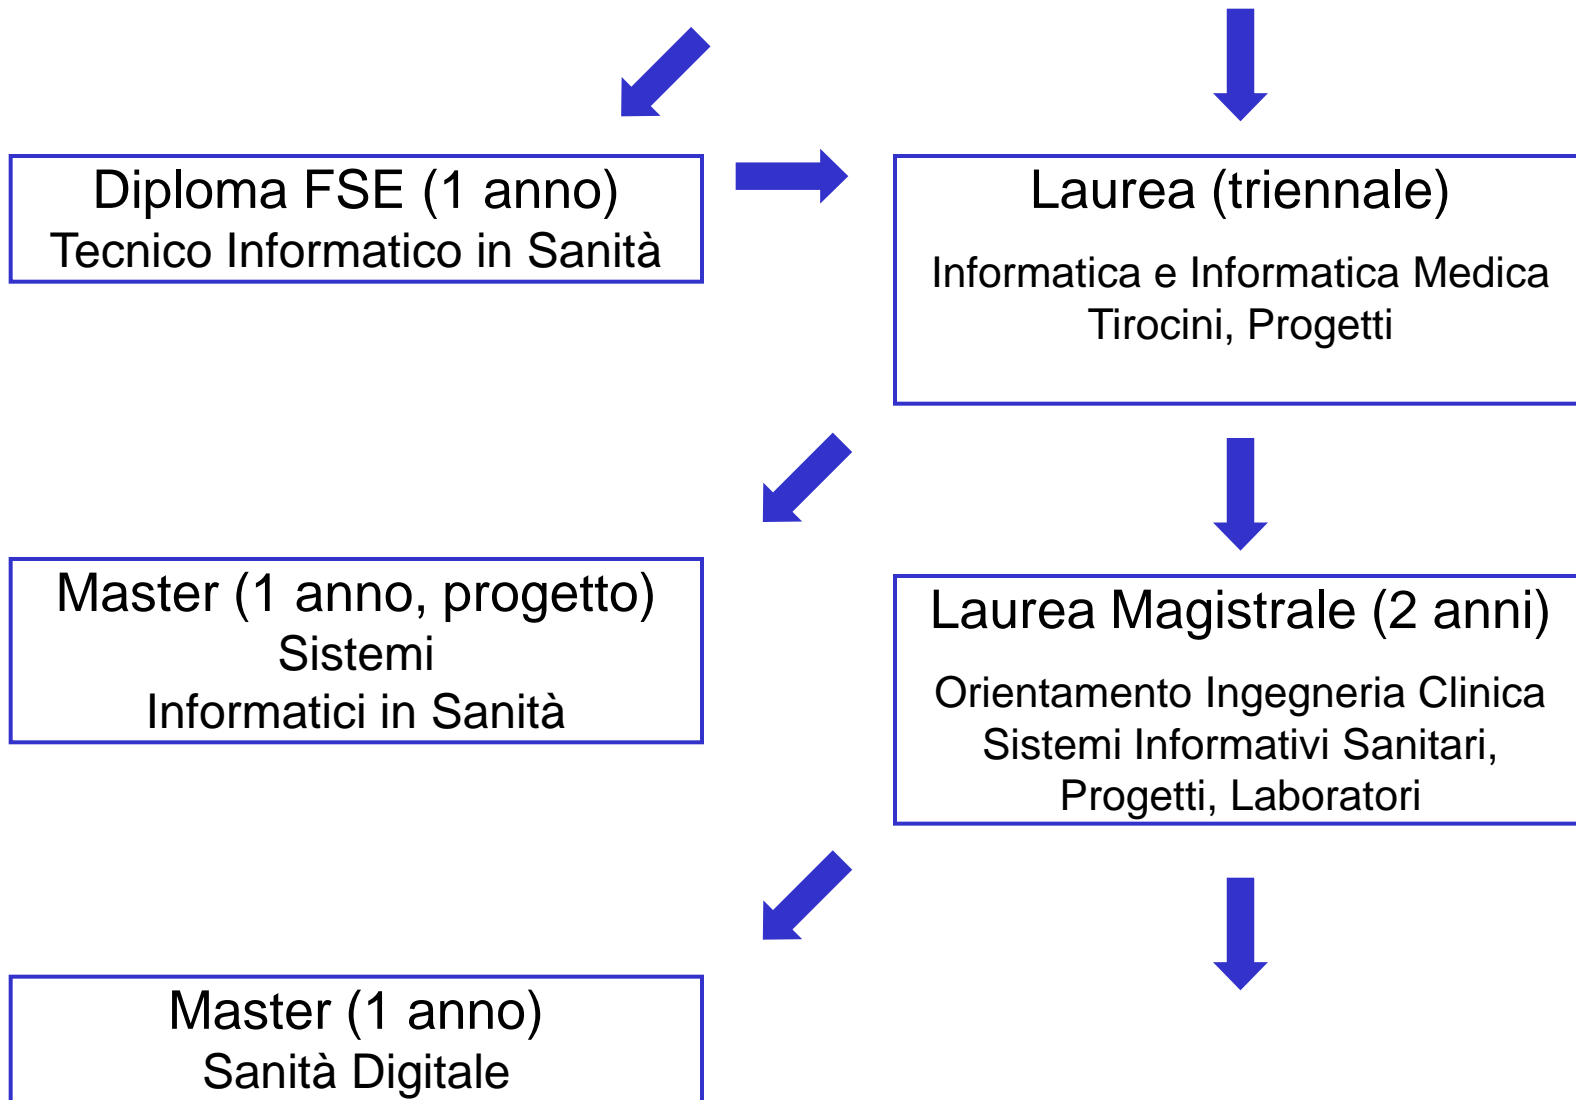 Diploma FSE (1 anno)
Tecnico Informatico in Sanità
Laurea (triennale)
Informatica e Informatica Medica
Tirocini, Progetti
Master (1 anno, progetto)
Sistemi
Informatici in Sanità
Laurea Magistrale (2 anni)
Orientamento Ingegneria Clinica
Sistemi Informativi Sanitari,
Progetti, Laboratori
Master (1 anno)
Sanità Digitale